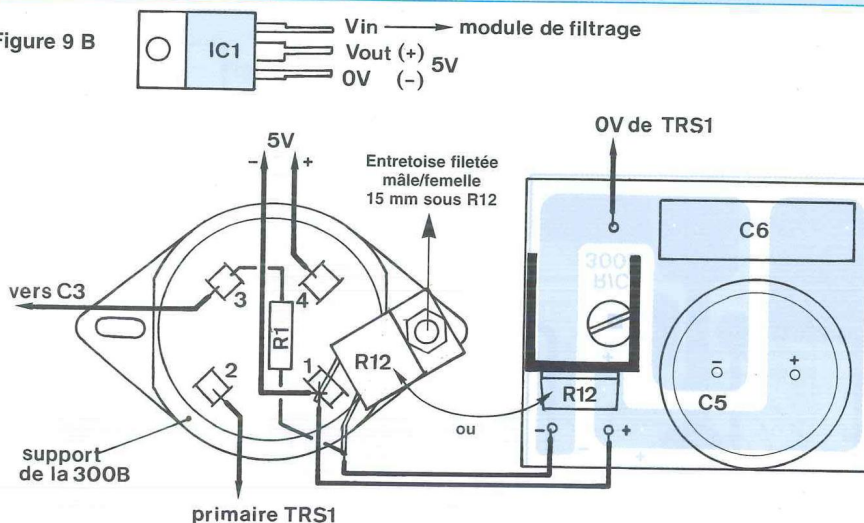 Figure 9 B
IC1
Vin
module de filtrage
Vout (+)
5V
0V (-)
5V
- +
Entretoise filetée
mâle/femelle
15 mm sous R12
0V de TRS1
C6
vers C3
3
4
R1
2
1
R12
ou
R12
- +
C5
- +
support
de la 300B
primaire TRS1